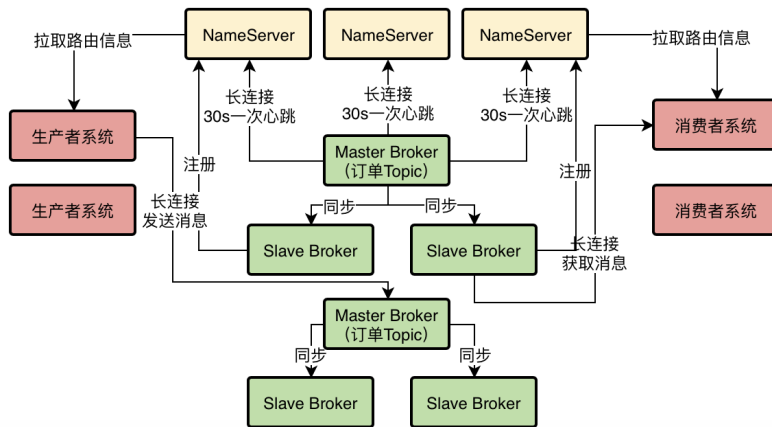 NameServer
NameServer
NameServer
拉取路由信息
拉取路由信息
长连接
30s一次心跳
长连接
30s一次心跳
长连接
30s一次心跳
生产者系统
消费者系统
Master Broker
（订单Topic）
注册
注册
生产者系统
消费者系统
长连接
发送消息
同步
同步
Slave Broker
Slave Broker
长连接
获取消息
Master Broker
（订单Topic）
同步
同步
Slave Broker
Slave Broker